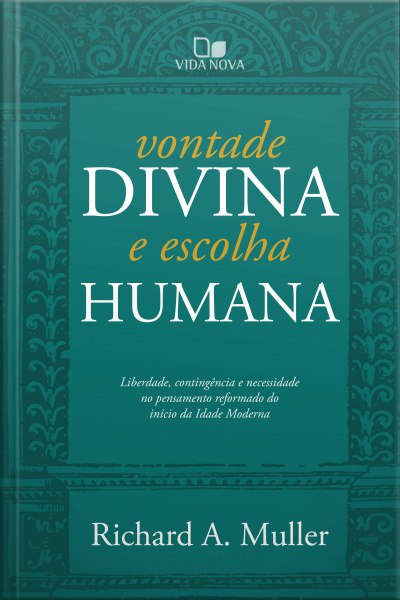 VIDA NOVA
vontade
DIVINA
e escolha
HUMANA
Liberdade, contingência e necessidade
no pensamento reformado do
início da Idade Moderna
Richard A. Muller